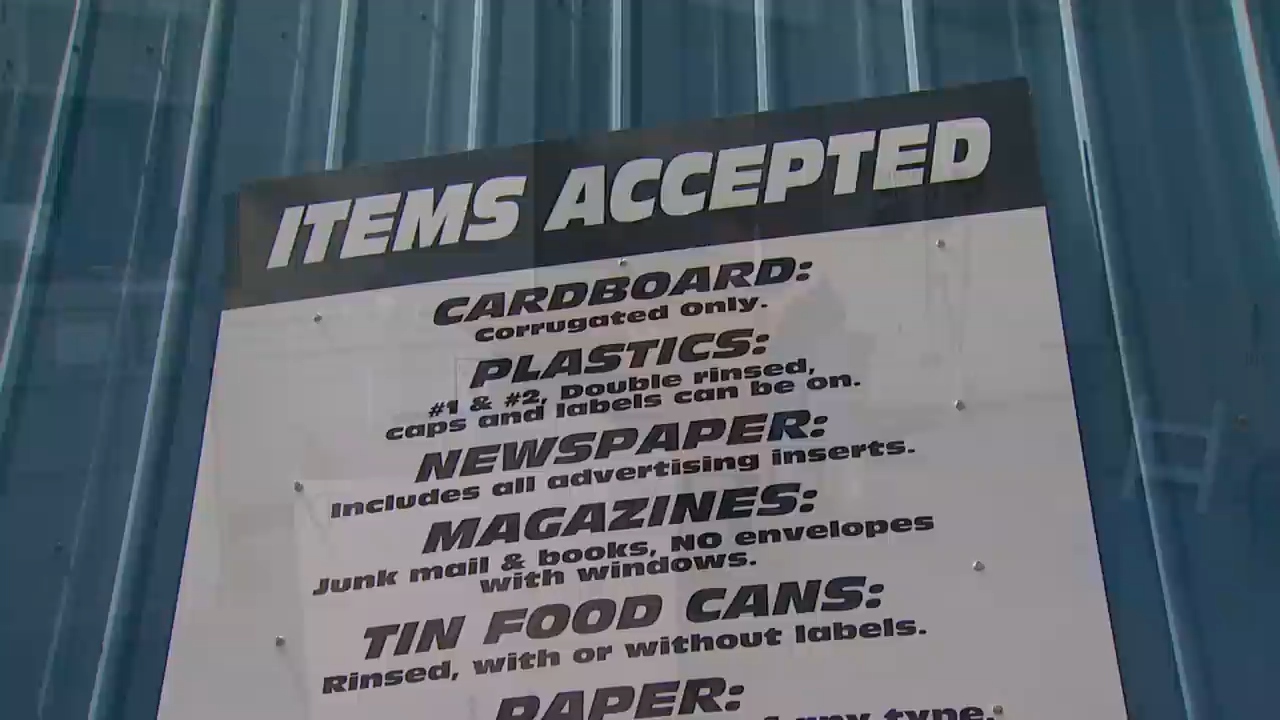 ITEMS ACCEPTED
CARDBOARD:
Corrugated Only.
PLASTICS:
#1 & #2, Double rinsed,
caps and labels can be on.
NEWSPAPER:
Includes all advertising inserts.
MAGAZINES:
Junk mail & books, NO envelopes
with windows.
TIN FOOD CANS:
Rinsed, with or without labels.
PAPER:
any type.